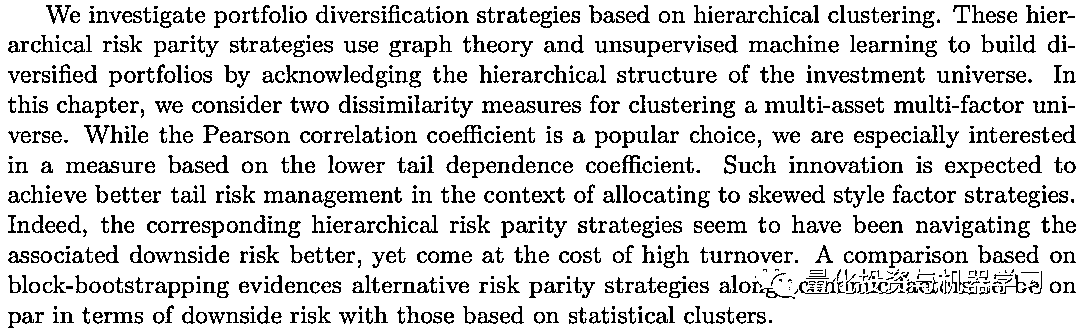 We investigate portfolio diversification strategies based on hierarchical clustering. These hier-
archical risk parity strategies use graph theory and unsupervised machine learning to build di-
versified portfolios by acknowledging the hierarchical structure of the investment universe. In
this chapter, we consider two dissimilarity measures for clustering a multi-asset multi-factor uni-
verse. While the Pearson correlation coefficient is a popular choice, we are especially interested
in a measure based on the lower tail dependence coefficient. Such innovation is expected to
achieve better tail risk management in the context of allocating to skewed style factor strategies.
Indeed, the corresponding hierarchical risk parity strategies seem to have been navigating the
associated downside risk better, yet come at the cost of high turnover. A comparison based on
block-bootstrapping evidences alternative risk parity strategies along be on
量化投资与机器学习
par in terms of downside risk with those based on statistical clusters.